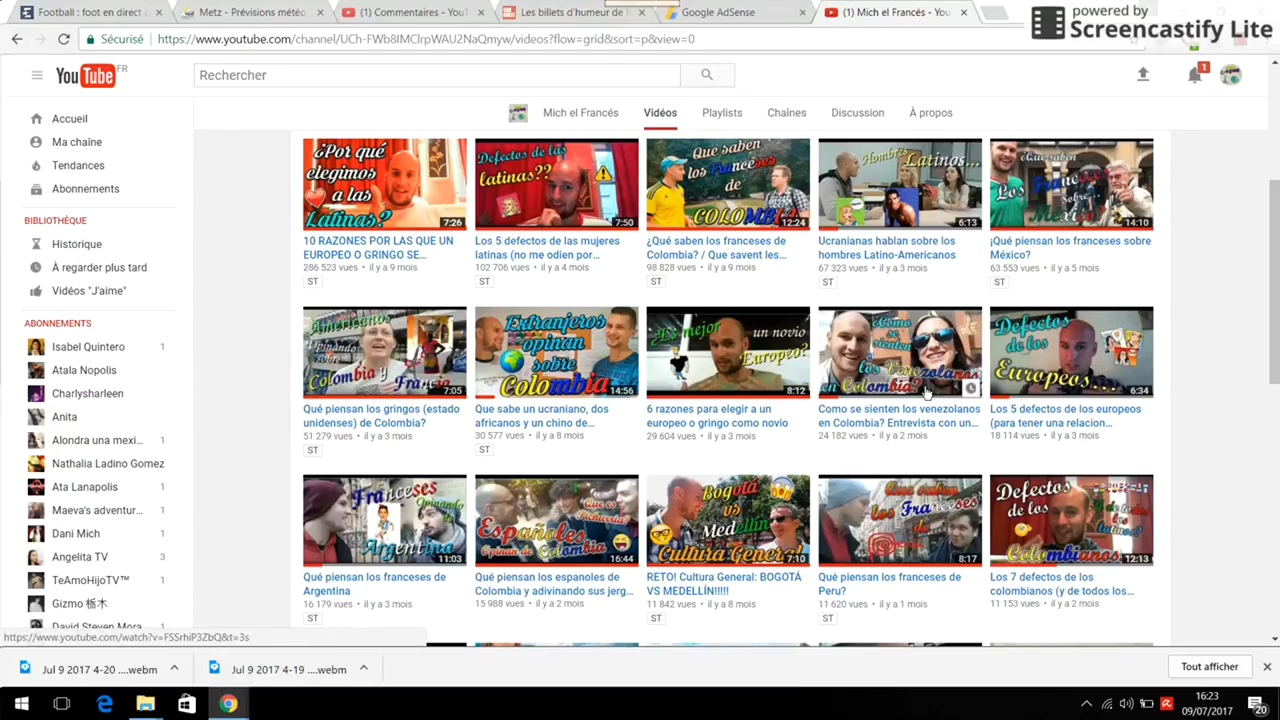 Football : foot en direct
Metz - Prévisions météo
(1) Commentaires - You
Les billets d'humeur de
Google AdSense
(1) Mich el Francés - You
powered by
Screencastify Lite
Sécurisé
YouTube FR
Rechercher
1
Mich el Francés Vidéos Playlists Chaînes Discussion À propos
Accueil
Ma chaîne
Tendances
Abonnements
BIBLIOTHÈQUE
Historique
À regarder plus tard
Vidéos "J'aime"
ABONNEMENTS
Isabel Quintero 1
Atala Nopolis
Charlysharleen
Anita
Alondra una mexi... 1
Nathalia Ladino Gomez
Ata Lanapolis 1
Maeva's adventur... 1
Dani Mich 1
Angelita TV 3
TeAmoHijoTV™ 1
Gizmo 栃木 1
David Steven Mora
¿Por qué
elegimos
a las
Latinas?
7:26
10 RAZONES POR LAS QUE UN
EUROPEO O GRINGO SE...
286 523 vues • il y a 9 mois
ST
Defectos de las
latinas??
7:50
Los 5 defectos de las mujeres
latinas (no me odien por...
102 706 vues • il y a 4 mois
Que saben
los Franceses
de
COLOMBIA
12:24
¿Qué saben los franceses de
Colombia? / Que savent les...
98 828 vues • il y a 9 mois
ST
Hombres
Latinos...
6:13
Ucranianas hablan sobre los
hombres Latino-Americanos
67 323 vues • il y a 3 mois
ST
¿Que saben
Los Franceses
Sobre...
Mexico?
14:10
¡Qué piensan los franceses sobre
México?
63 553 vues • il y a 5 mois
ST
Americanos
Opinando
sobre
Colombia y Francia
7:05
Qué piensan los gringos (estado
unidenses) de Colombia?
51 279 vues • il y a 3 mois
ST
Extranjeros
opinan
sobre
Colombia
14:56
Que sabe un ucraniano, dos
africanos y un chino de...
30 577 vues • il y a 8 mois
ST
¿Es mejor
un novio
Europeo?
8:12
6 razones para elegir a un
europeo o gringo como novio
29 604 vues • il y a 3 mois
¿Como
se sienten
los Venezolanos
en Colombia?
Como se sienten los venezolanos
en Colombia? Entrevista con un...
24 182 vues • il y a 2 mois
Defectos
de los
Europeos....
6:34
Los 5 defectos de los europeos
(para tener una relacion...
18 114 vues • il y a 3 mois
Franceses
Opinando
de
Argentina
11:03
Qué piensan los franceses de
Argentina
16 179 vues • il y a 3 mois
ST
Españoles
Opinan de Colombia
16:44
Qué piensan los espanoles de
Colombia y adivinando sus jerg...
15 988 vues • il y a 2 mois
Bogotá
vs
Medellin
Cultura General
7:10
RETO! Cultura General: BOGOTÁ
VS MEDELLÍN!!!!!
11 842 vues • il y a 8 mois
ST
Que saben
los Franceses
de
8:17
Qué piensan los franceses de
Peru?
11 620 vues • il y a 1 mois
ST
Defectos
de los
Colombianos
12:13
Los 7 defectos de los
colombianos (y de todos los...
11 153 vues • il y a 2 mois
https://www.youtube.com/watch?v=FSSrhiP3ZbQ&t=3s
Jul 9 2017 4-20 ....webm
Jul 9 2017 4-19 ....webm
Tout afficher
16:23
09/07/2017
20